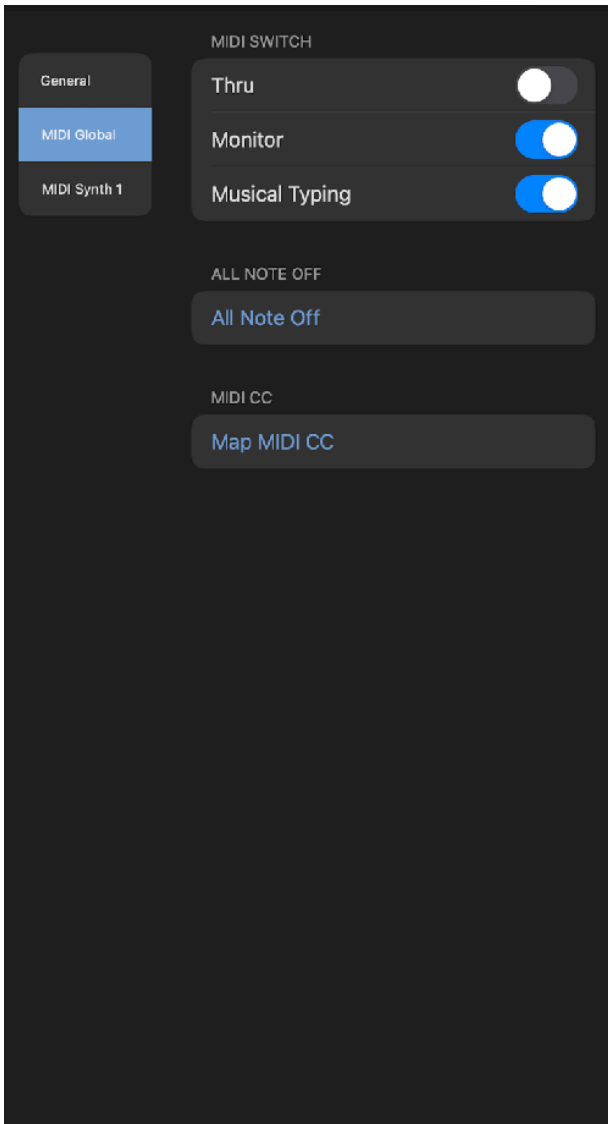 General
MIDI Global
MIDI Synth 1
MIDI SWITCH
Thru
Monitor
Musical Typing
ALL NOTE OFF
All Note Off
MIDI CC
Map MIDI CC